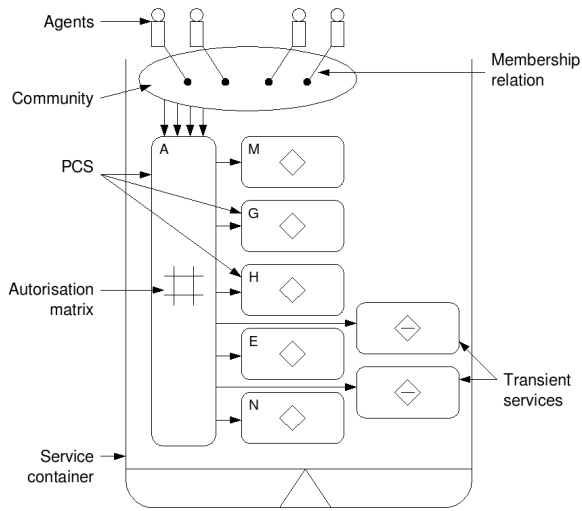 Agents
Membership
relation
Community
A
M
PCS
G
H
Autorisation
matrix
E
Transient
services
N
Service
container